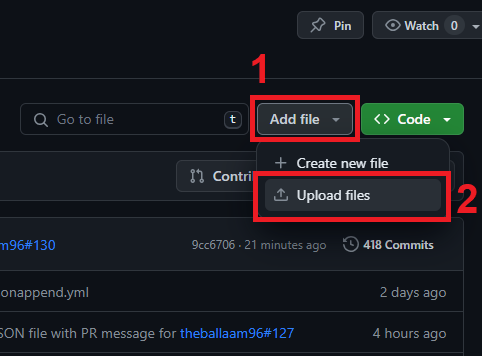 Pin
Watch 0
1
Go to file t
Add file
Code
Create new file
Contri
Upload files
2
m96#130
9cc6706 · 21 minutes ago
418 Commits
onappend.yml
2 days ago
SON file with PR message for theballaam96#127
4 hours ago